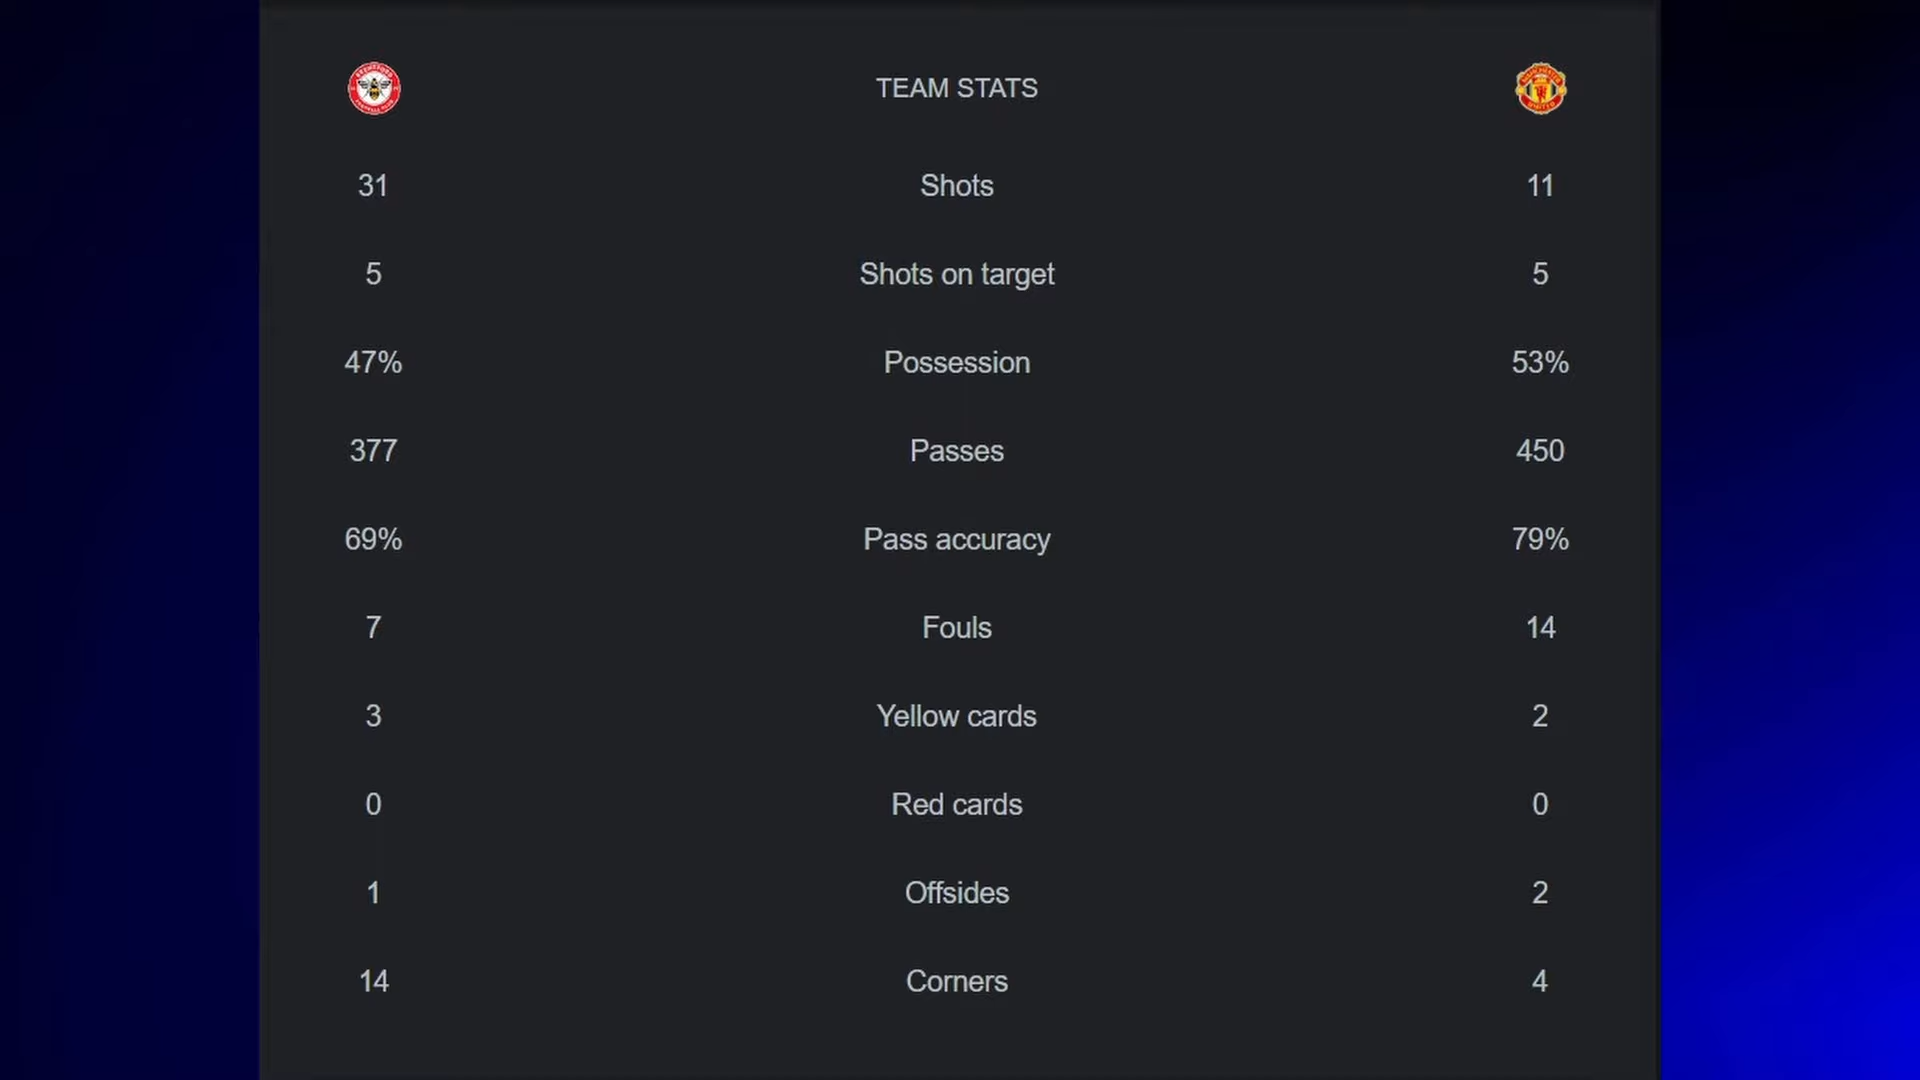 TEAM STATS
31 Shots 11
5 Shots on target 5
47% Possession 53%
377 Passes 450
69% Pass accuracy 79%
7 Fouls 14
3 Yellow cards 2
0 Red cards 0
1 Offsides 2
14 Corners 4